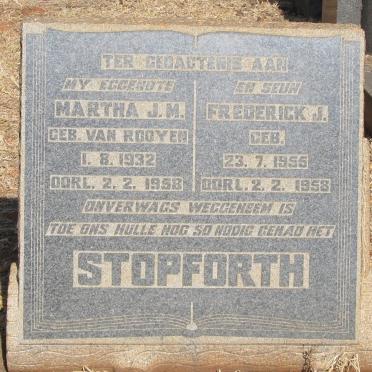 TER GEDAGTENIS AAN
MY EGGENOTE
MARTHA J.M.
GEB. VAN ROOYEN
1. 8. 1932
OORL. 2. 2. 1958
EN SEUN
FREDERICK J.
GEB.
23. 7. 1956
OORL. 2. 2. 1958
ONVERWAGS WEGGENEEM IS
TOE ONS HULLE NOG SO NODIG GEHAD HET
STOPFORTH